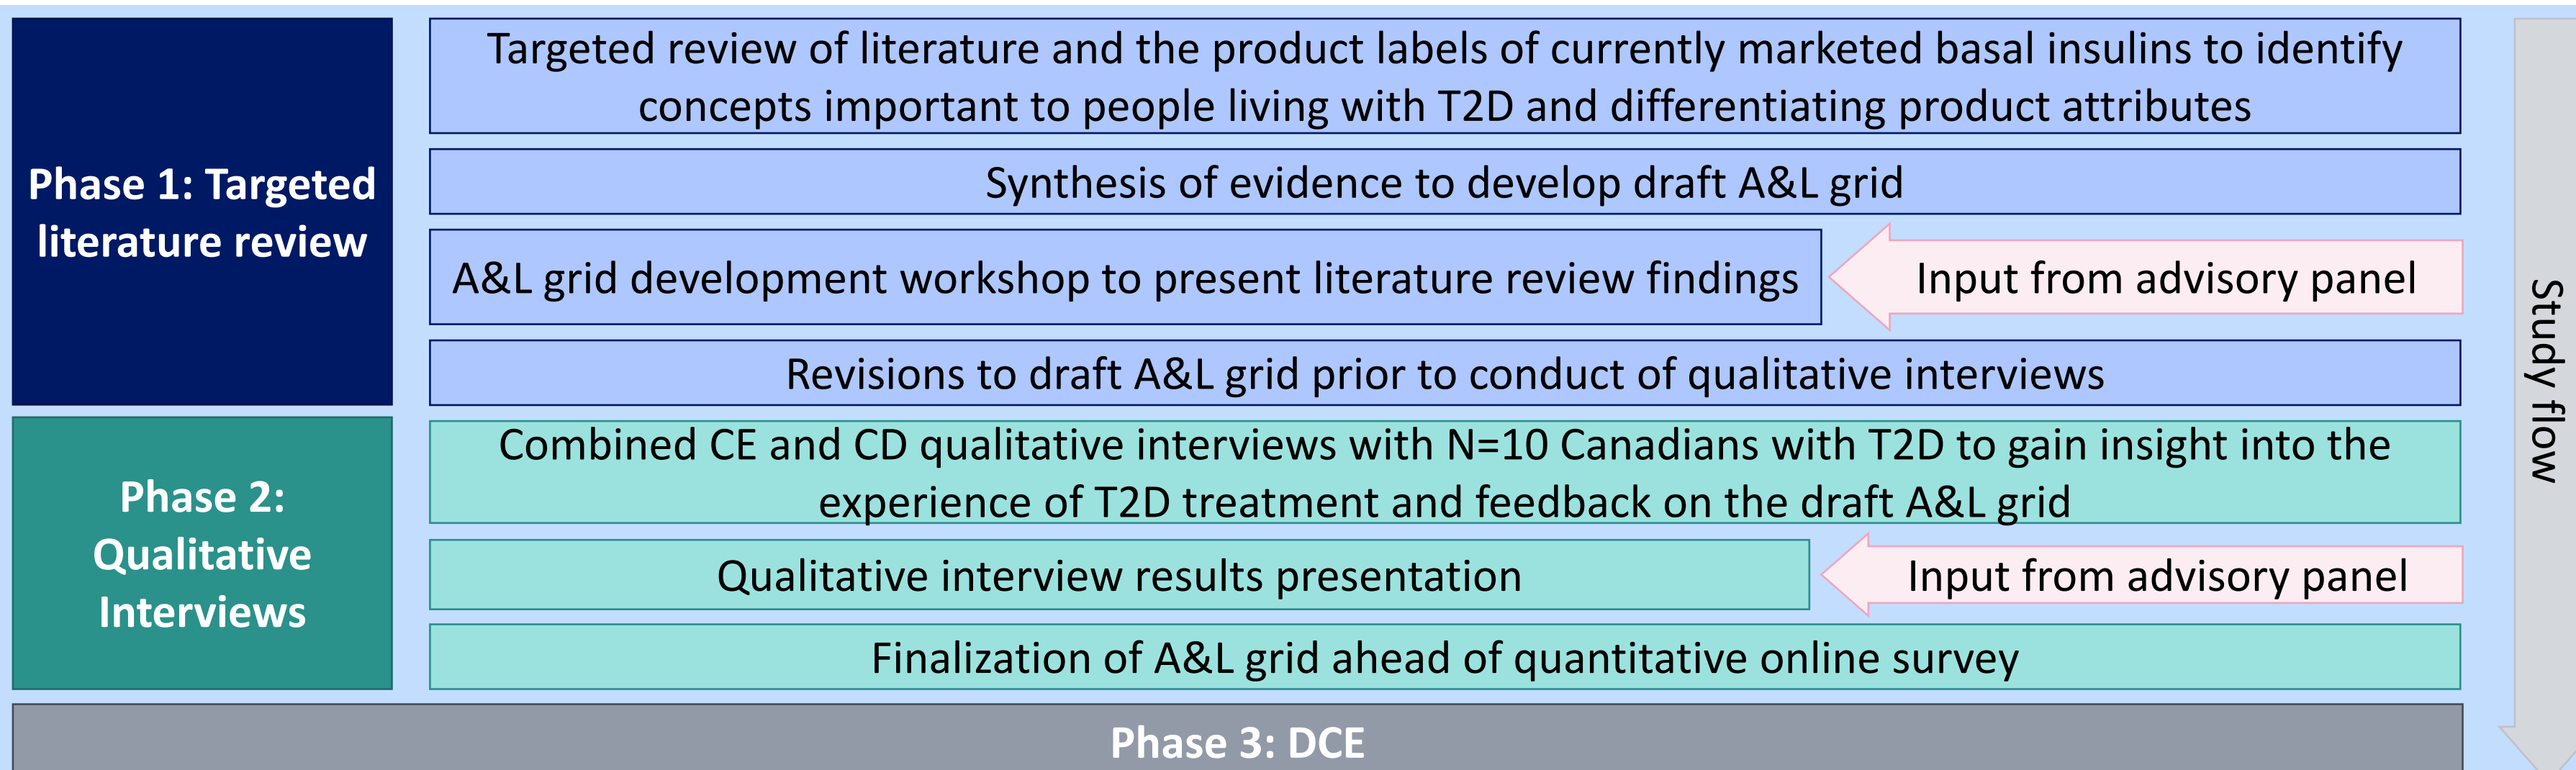 Phase 1: Targeted
literature review
Targeted review of literature and the product labels of currently marketed basal insulins to identify
concepts important to people living with T2D and differentiating product attributes
Synthesis of evidence to develop draft A&L grid
A&L grid development workshop to present literature review findings
Input from advisory panel
Revisions to draft A&L grid prior to conduct of qualitative interviews
Phase 2:
Qualitative
Interviews
Combined CE and CD qualitative interviews with N=10 Canadians with T2D to gain insight into the
experience of T2D treatment and feedback on the draft A&L grid
Qualitative interview results presentation
Input from advisory panel
Finalization of A&L grid ahead of quantitative online survey
Phase 3: DCE
Study flow